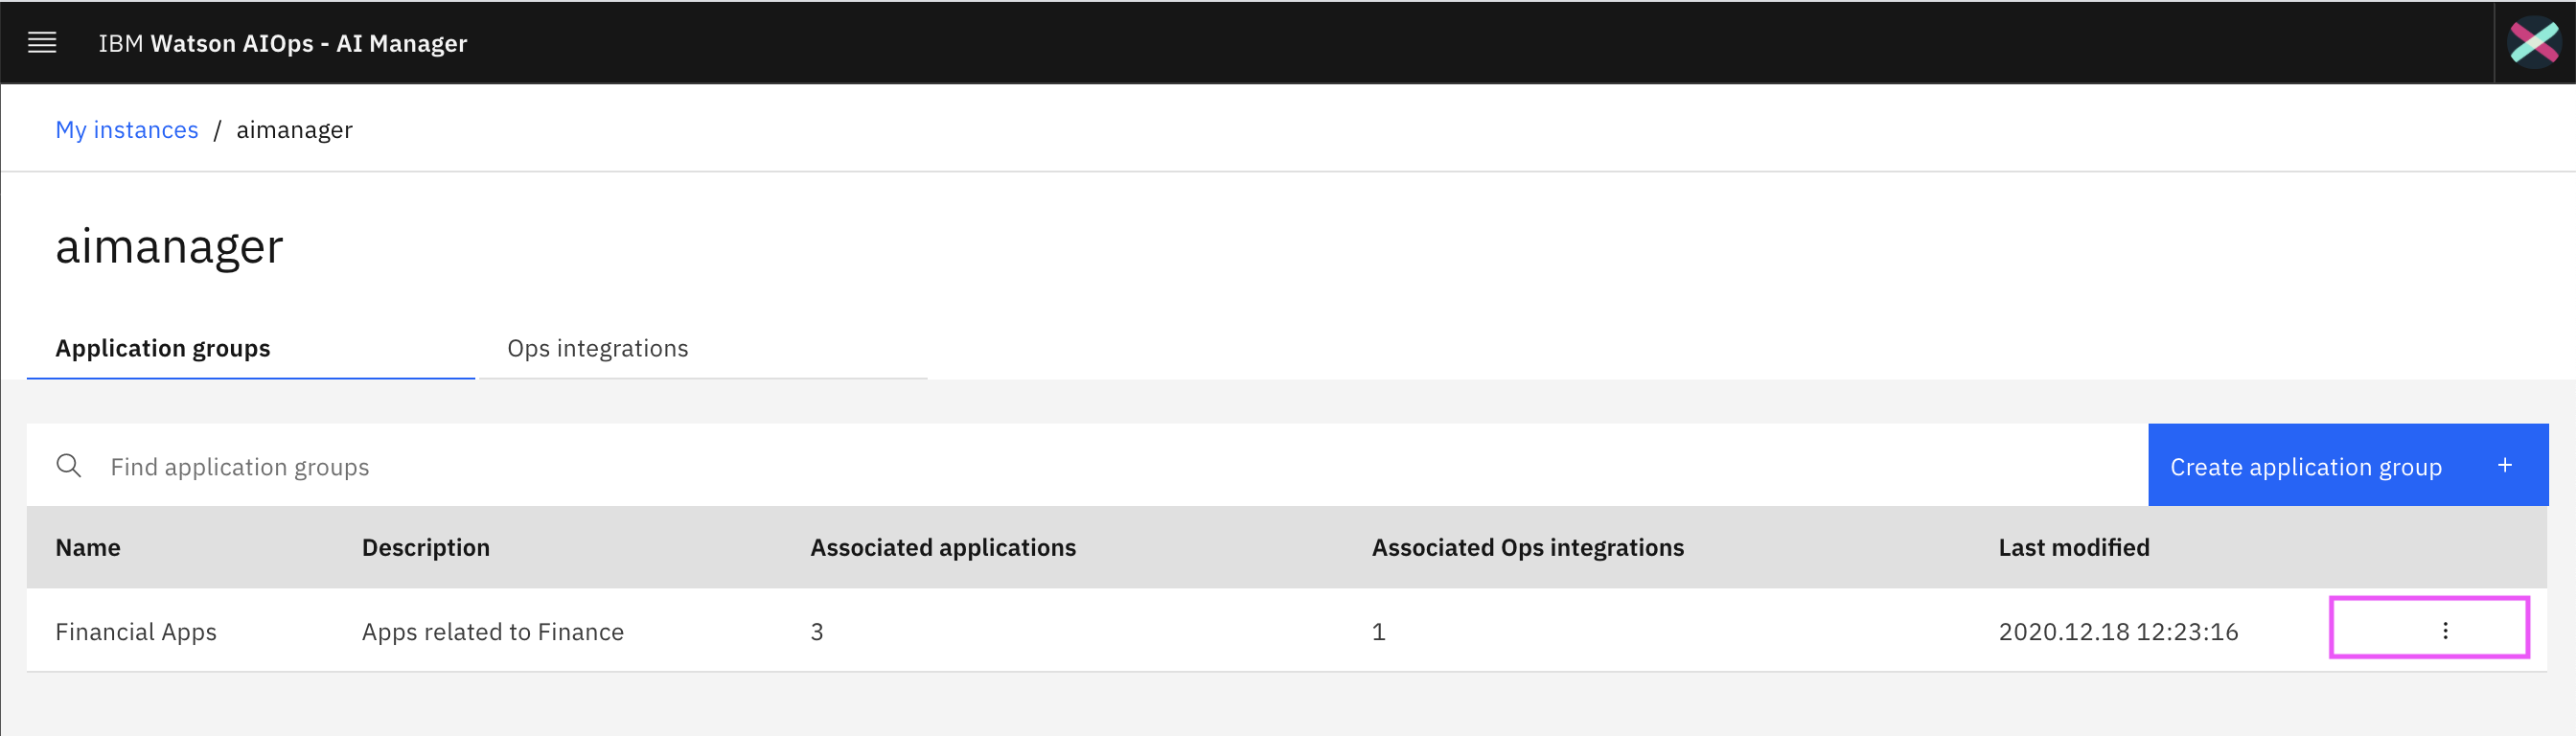 IBM Watson AIOps - AI Manager
My instances / aimanager
aimanager
Application groups Ops integrations
Find application groups Create application group +
Name Description Associated applications Associated Ops integrations Last modified
Financial Apps Apps related to Finance 3 1 2020.12.18 12:23:16